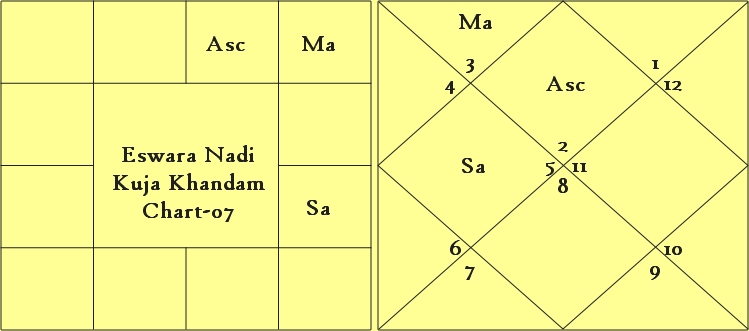 Asc
Ma
Eswara Nadi
Kuja Khandam
Chart-07
Sa
Ma
3
4
Asc
1
12
2
Sa
5
11
8
6
7
10
9